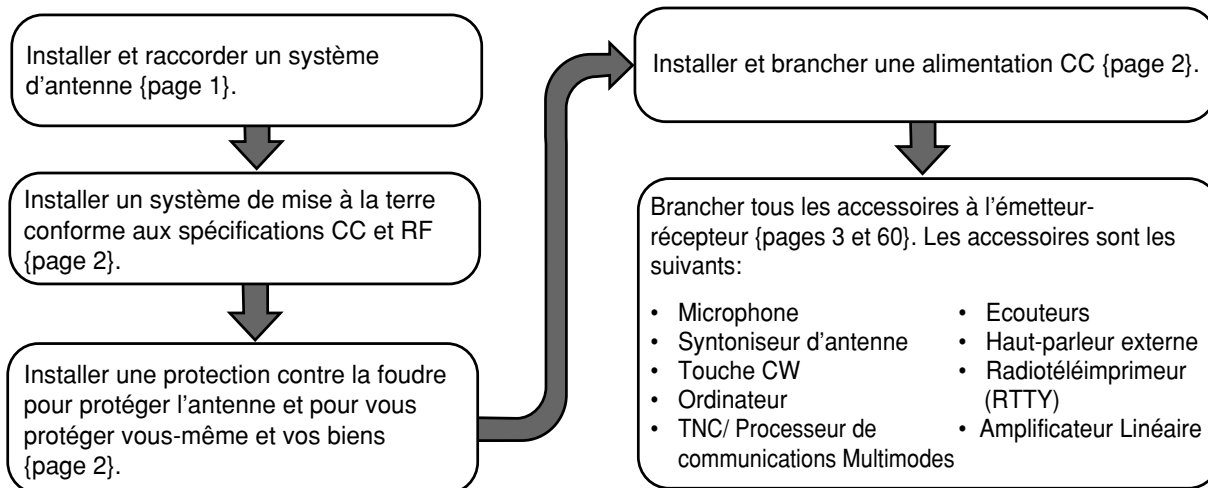 Installer et raccorder un système
d'antenne {page 1}.
Installer un système de mise à la terre
conforme aux spécifications CC et RF
{page 2}.
Installer une protection contre la foudre
pour protéger l'antenne et pour vous
protéger vous-même et vos biens
{page 2}.
Installer et brancher une alimentation CC {page 2}.
Brancher tous les accessoires à l'émetteur-
récepteur {pages 3 et 60}. Les accessoires sont les
suivants:
• Microphone
• Syntoniseur d'antenne
• Touche CW
• Ordinateur
• TNC/ Processeur de
communications Multimodes
• Ecouteurs
• Haut-parleur externe
• Radiotéléimprimeur
(RTTY)
• Amplificateur Linéaire